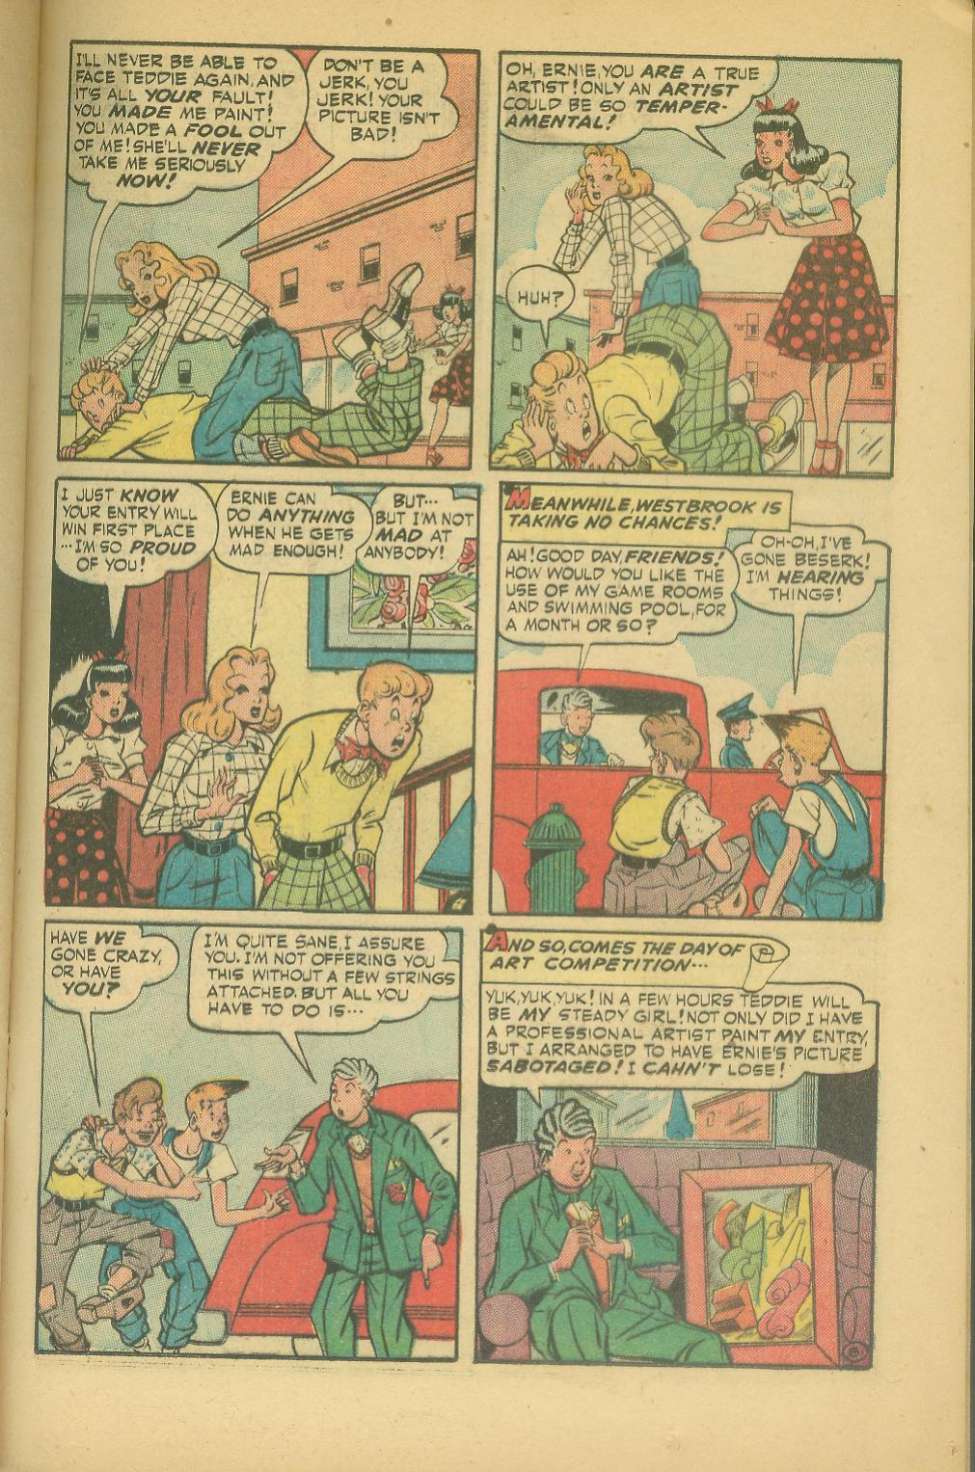 I'LL NEVER BE ABLE TO
FACE TEDDIE AGAIN, AND
IT'S ALL YOUR FAULT!
YOU MADE ME PAINT!
YOU MADE A FOOL OUT
OF ME! SHE'LL NEVER
TAKE ME SERIOUSLY
NOW!
DON'T BE A
JERK, YOU
JERK! YOUR
PICTURE ISN'T
BAD!
OH, ERNIE, YOU ARE A TRUE
ARTIST! ONLY AN ARTIST
COULD BE SO TEMPER-
AMENTAL!
HUH?
I JUST KNOW
YOUR ENTRY WILL
WIN FIRST PLACE
...I'M SO PROUD
OF YOU!
ERNIE CAN
DO ANYTHING
WHEN HE GETS
MAD ENOUGH!
BUT...
BUT I'M NOT
MAD AT
ANYBODY!
MEANWHILE, WESTBROOK IS
TAKING NO CHANCES!
AH! GOOD DAY, FRIENDS!
HOW WOULD YOU LIKE THE
USE OF MY GAME ROOMS
AND SWIMMING POOL, FOR
A MONTH OR SO?
OH-OH, I'VE
GONE BESERK!
I'M HEARING
THINGS!
HAVE WE
GONE CRAZY,
OR HAVE
YOU?
I'M QUITE SANE, I ASSURE
YOU. I'M NOT OFFERING YOU
THIS WITHOUT A FEW STRINGS
ATTACHED. BUT ALL YOU
HAVE TO DO IS...
AND SO, COMES THE DAY OF
ART COMPETITION...
YUK, YUK, YUK! IN A FEW HOURS TEDDIE WILL
BE MY STEADY GIRL! NOT ONLY DID I HAVE
A PROFESSIONAL ARTIST PAINT MY ENTRY,
BUT I ARRANGED TO HAVE ERNIE'S PICTURE
SABOTAGED! I CAHN'T LOSE!